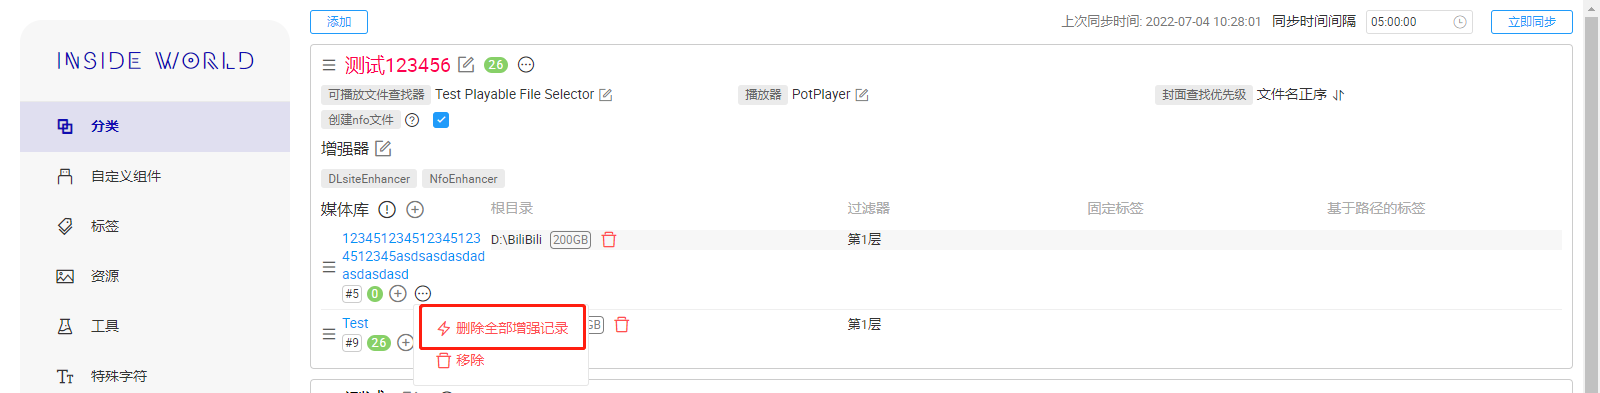 添加
上次同步时间: 2022-07-04 10:28:01 同步时间间隔 05:00:00 立即同步
INSIDE WORLD
分类
自定义组件
标签
资源
工具
特殊字符
测试123456 26
可播放文件查找器 Test Playable File Selector 播放器 PotPlayer 封面查找优先级 文件名正序
创建nfo文件
增强器
DLsiteEnhancer NfoEnhancer
媒体库 根目录 过滤器 固定标签 基于路径的标签
123451234512345123 D:\BiliBili 200GB 第1层
4512345asdsasdasdad
asdasdasd
#5 0
Test GB 第1层
#9 26
删除全部增强记录
移除